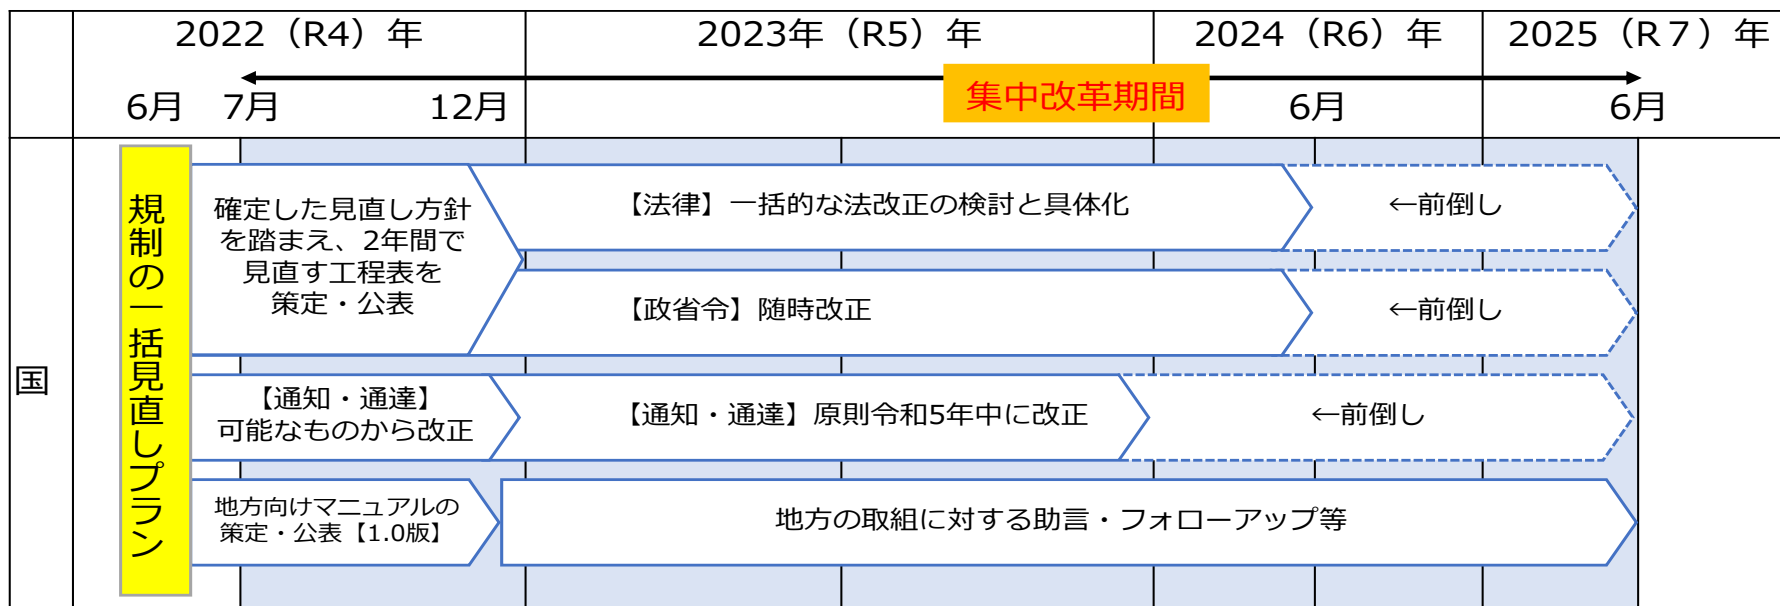 2022（R4）年
2023年（R5）年
2024（R6）年
2025（R７）年
集中改革期間
6月
7月
12月
6月
6月
国
規制の一括見直しプラン
確定した見直し方針
を踏まえ、2年間で
見直す工程表を
策定・公表
【法律】一括的な法改正の検討と具体化
←前倒し
【政省令】随時改正
←前倒し
【通知・通達】
可能なものから改正
【通知・通達】原則令和5年中に改正
←前倒し
地方向けマニュアルの
策定・公表【1.0版】
地方の取組に対する助言・フォローアップ等